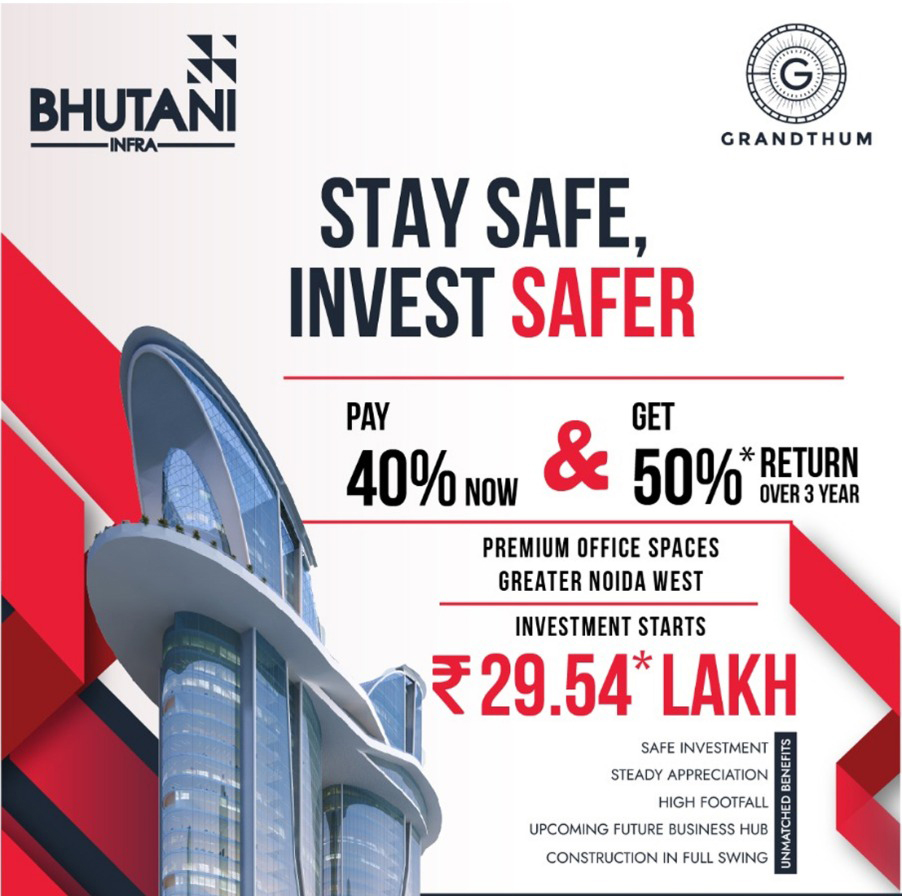 BHUTANI
INFRA
G
GRANDTHUM
STAY SAFE,
INVEST SAFER
PAY
40% NOW
&
GET
50%* RETURN
OVER 3 YEAR
PREMIUM OFFICE SPACES
GREATER NOIDA WEST
INVESTMENT STARTS
₹29.54* LAKH
SAFE INVESTMENT
STEADY APPRECIATION
HIGH FOOTFALL
UPCOMING FUTURE BUSINESS HUB
CONSTRUCTION IN FULL SWING
UNMATCHED BENEFITS